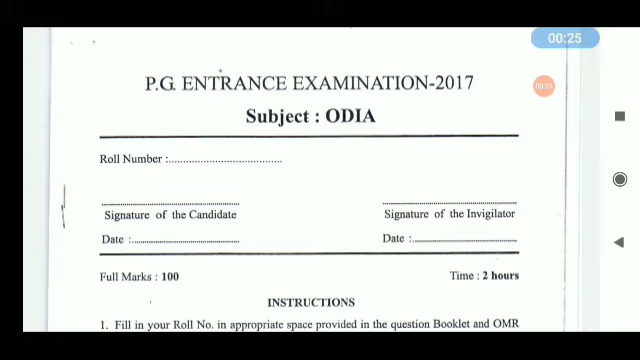 00:25
P.G. ENTRANCE EXAMINATION-2017
Subject : ODIA
Roll Number :......................................
Signature of the Candidate Signature of the Invigilator
Date :.................................... Date :...................................
Full Marks : 100 Time : 2 hours
INSTRUCTIONS
1. Fill in your Roll No. in appropriate space provided in the question Booklet and OMR